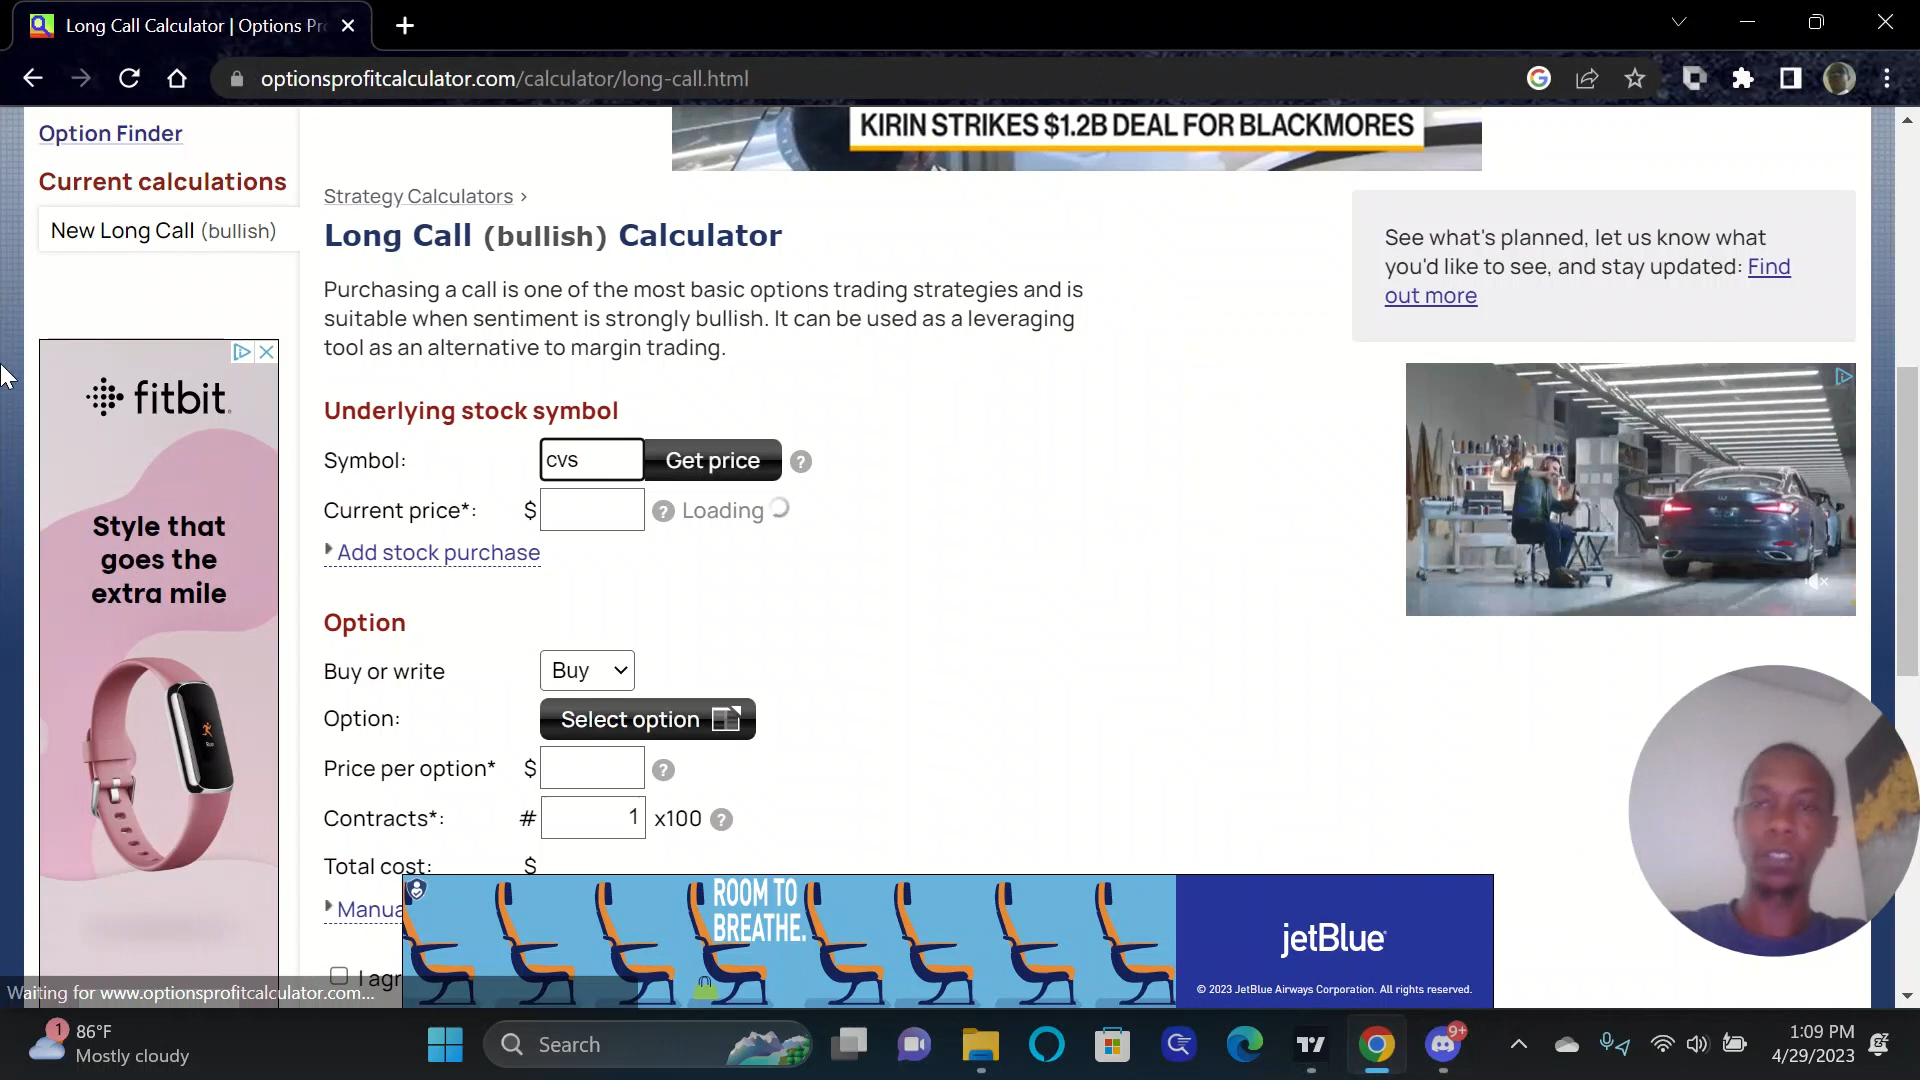 Long Call Calculator | Options Pr
optionsprofitcalculator.com/calculator/long-call.html
Option Finder
Current calculations
New Long Call (bullish)
KIRIN STRIKES $1.2B DEAL FOR BLACKMORES
Strategy Calculators ›
Long Call (bullish) Calculator
Purchasing a call is one of the most basic options trading strategies and is
suitable when sentiment is strongly bullish. It can be used as a leveraging
tool as an alternative to margin trading.
See what's planned, let us know what
you'd like to see, and stay updated: Find
out more
fitbit
Style that
goes the
extra mile
Underlying stock symbol
Symbol: cvs Get price ?
Current price*: $ ? Loading
Add stock purchase
Option
Buy or write Buy
Option: Select option
Price per option* $ ?
Contracts*: # 1 x100 ?
Total cost: $
Manua
I agr
ROOM TO
BREATHE.
jetBlue
© 2023 JetBlue Airways Corporation. All rights reserved.
Waiting for www.optionsprofitcalculator.com...
1
86°F
Mostly cloudy
Search
9+
1:09 PM
4/29/2023